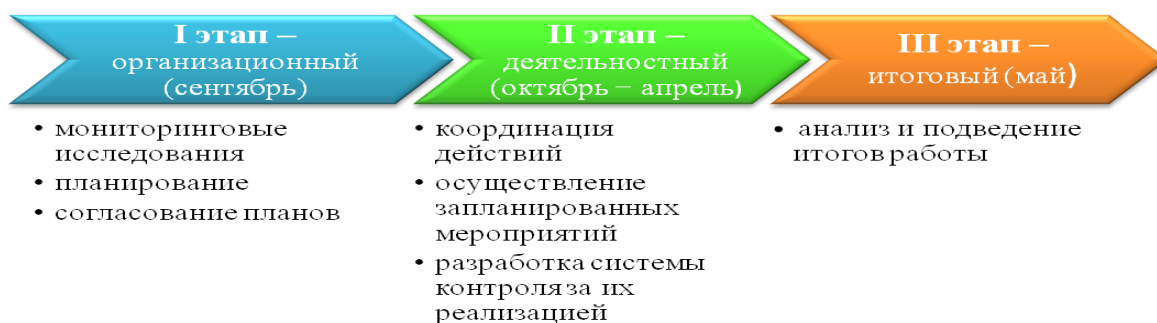 I этап –
организационный
(сентябрь)
• мониторинговые
исследования
• планирование
• согласование планов
II этап –
деятельностный
(октябрь – апрель)
• координация
действий
• осуществление
запланированных
мероприятий
• разработка системы
контроля за их
реализацией
III этап –
итоговый (май)
• анализ и подведение
итогов работы